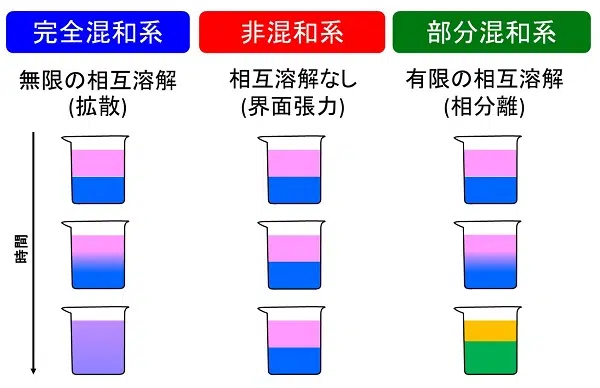 完全混和系
非混和系
部分混和系
無限の相互溶解
(拡散)
相互溶解なし
(界面張力)
有限の相互溶解
(相分離)
時間